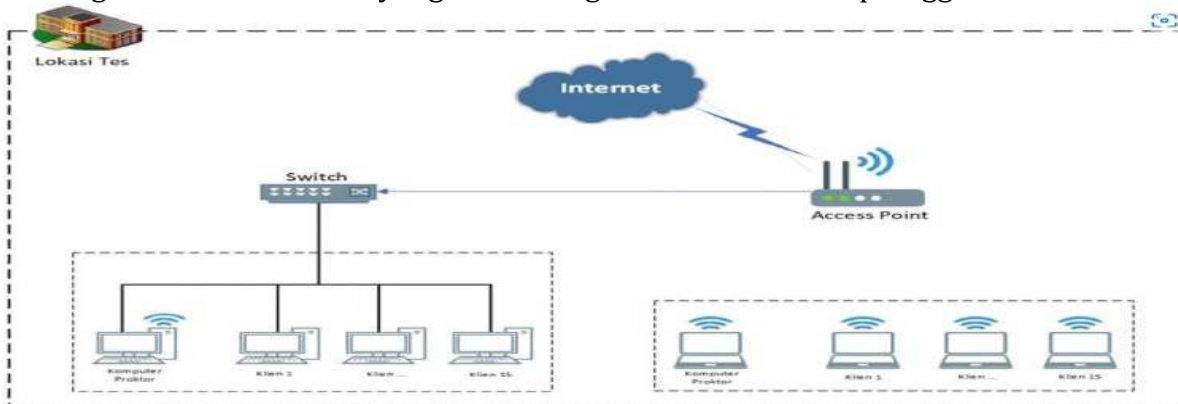 Lokasi Tes
Internet
Switch
Access Point
Komputer
Proktor
Klien 1
Klien ...
Klien 15
Komputer
Proktor
Klien 1
Klien ...
Klien 15